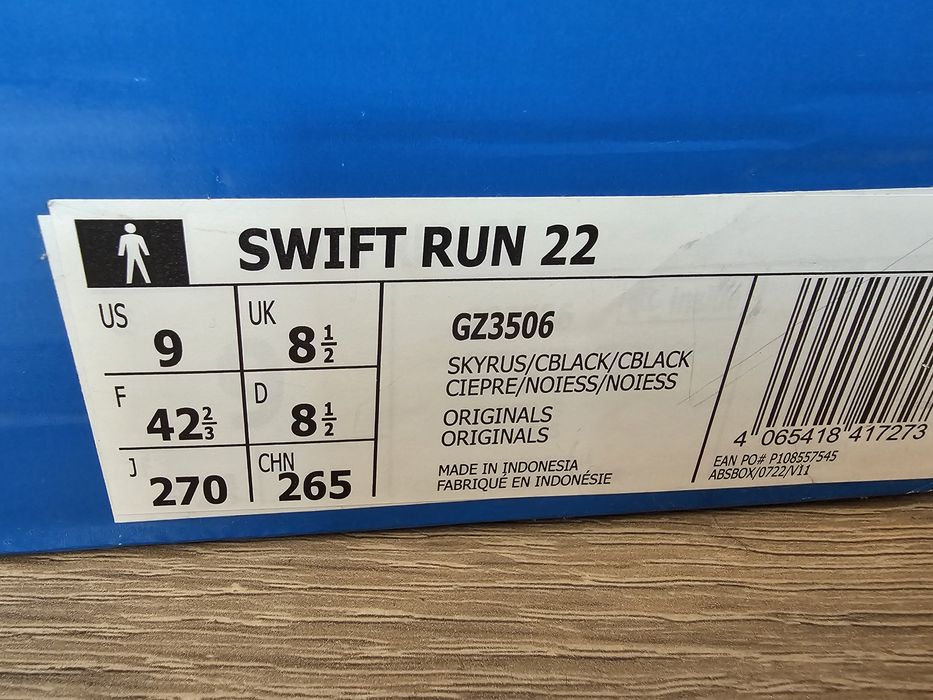 SWIFT RUN 22
US 9
UK 8 1/2
F 42 2/3
D 8 1/2
J 270
CHN 265
GZ3506
SKYRUS/CBLACK/CBLACK
CIEPRE/NOIESS/NOIESS
ORIGINALS
ORIGINALS
MADE IN INDONESIA
FABRIQUÉ EN INDONÉSIE
4 065418 417273
EAN PO# P108557545
ABSBOX/0722/V11